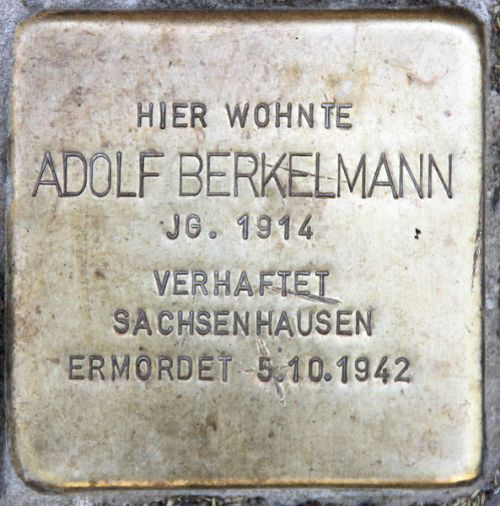 HIER WOHNTE
ADOLF BERKELMANN
JG. 1914
VERHAFTET
SACHSENHAUSEN
ERMORDET 5.10.1942